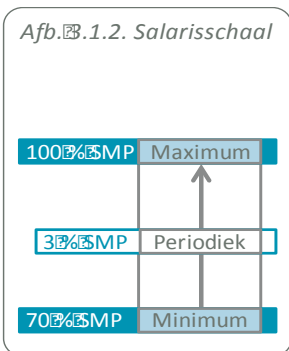 Afb. 3.1.2. Salarisschaal
100 % SMP Maximum
3 % SMP Periodiek
70 % SMP Minimum